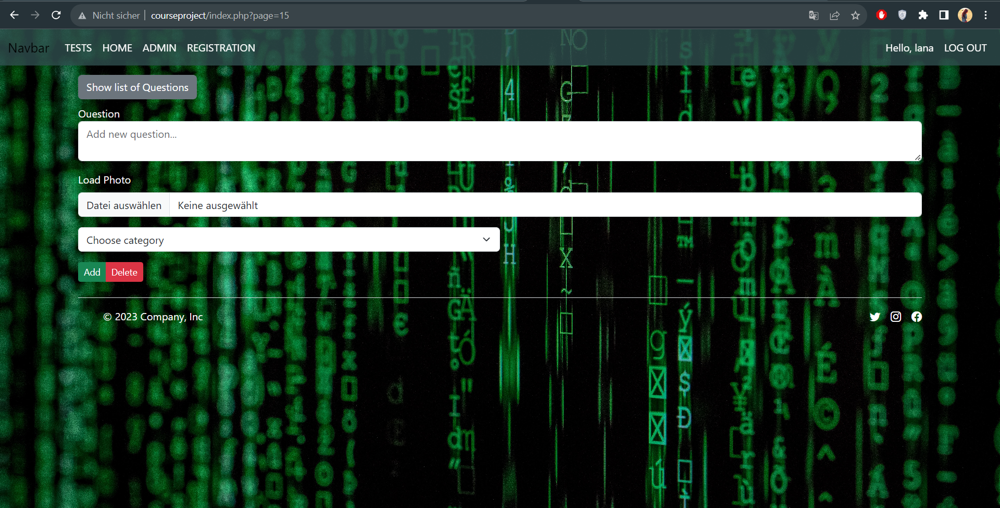 Nicht sicher courseproject/index.php?page=15
Navbar TESTS HOME ADMIN REGISTRATION Hello, lana LOG OUT
Show list of Questions
Ouestion
Add new question...
Load Photo
Datei auswählen Keine ausgewählt
Choose category
Add Delete
© 2023 Company, Inc